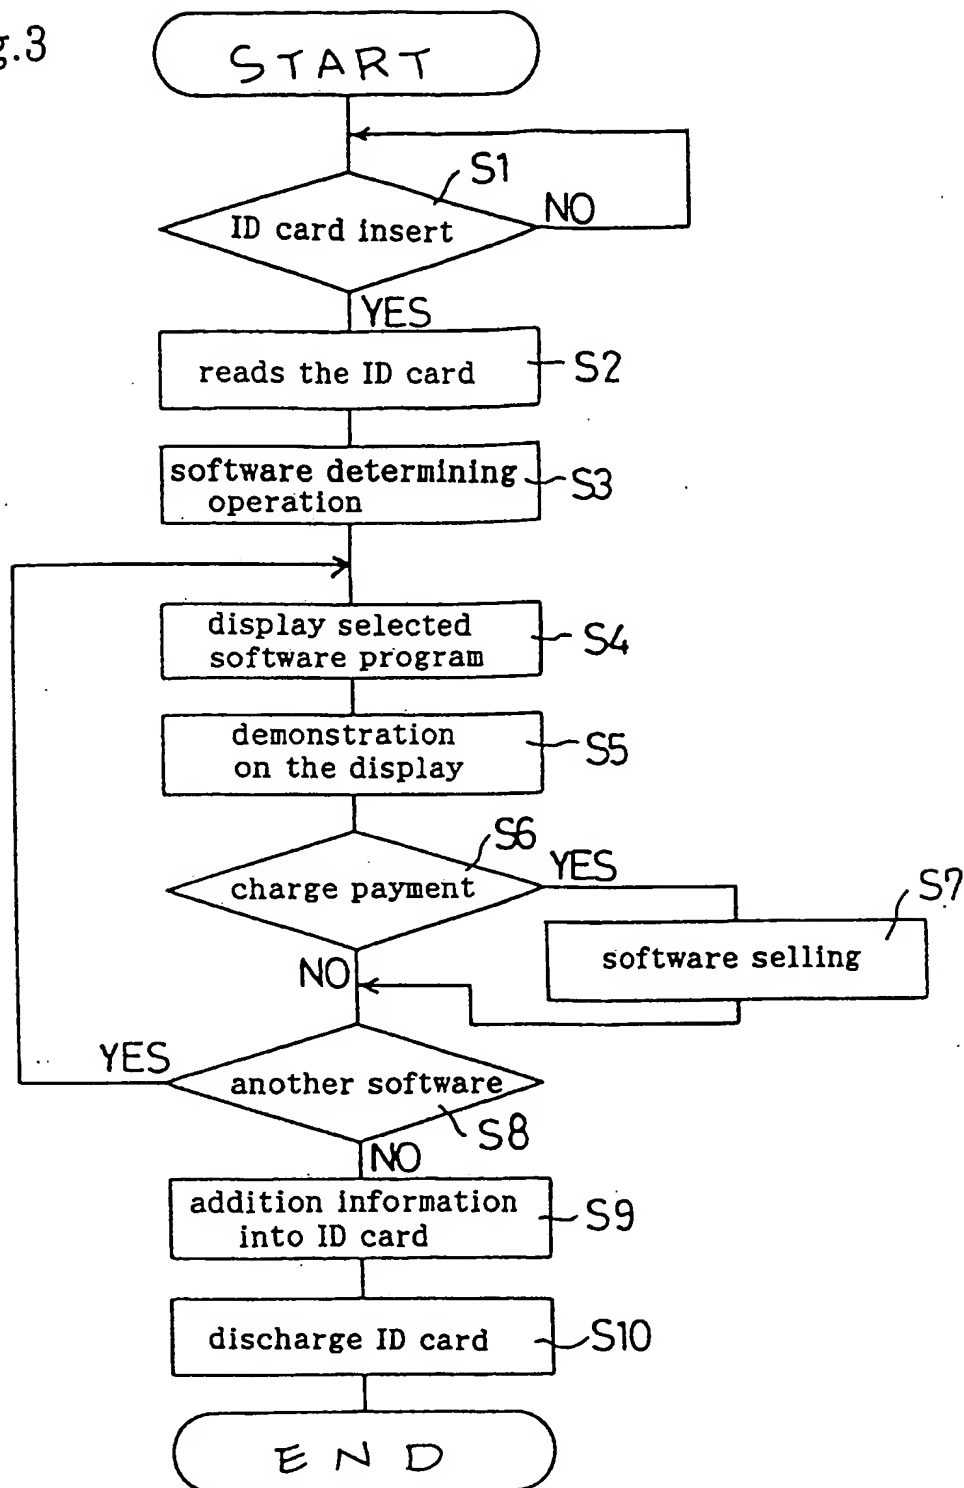 g.3
START
S1
NO
ID card insert
YES
reads the ID card
S2
software determining
operation
S3
display selected
software program
S4
demonstration
on the display
S5
S6
YES
charge payment
S7
software selling
NO
YES
another software
S8
NO
addition information
into ID card
S9
discharge ID card
S10
END